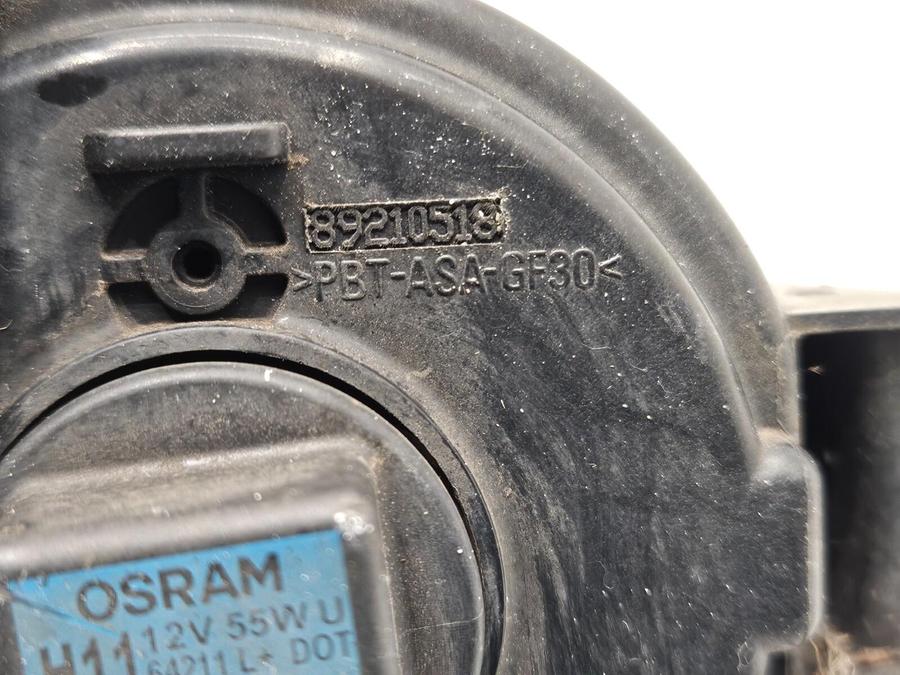 89210518
>PBT-ASA-GF30<
OSRAM
H11 12V 55W U
64211 L+ DOT